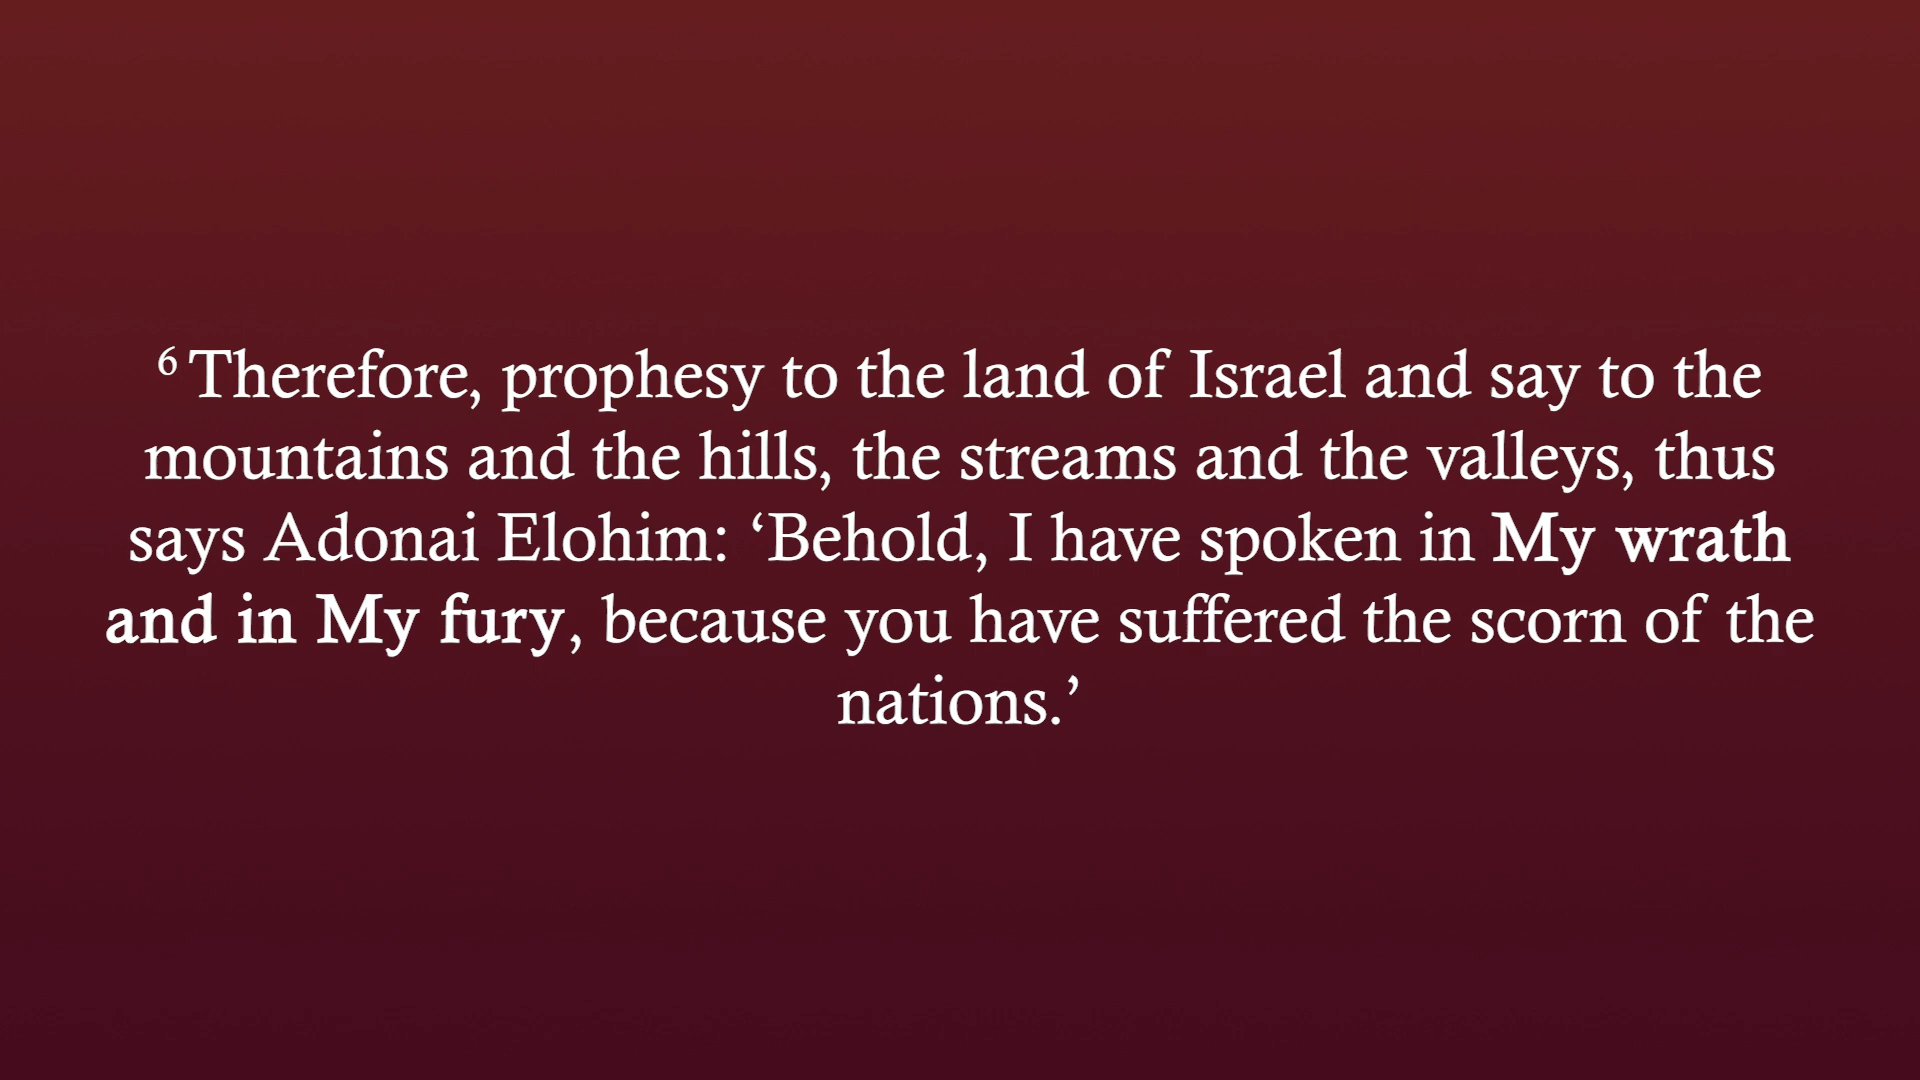 ⁶ Therefore, prophesy to the land of Israel and say to the
mountains and the hills, the streams and the valleys, thus
says Adonai Elohim: ‘Behold, I have spoken in My wrath
and in My fury, because you have suffered the scorn of the
nations.’